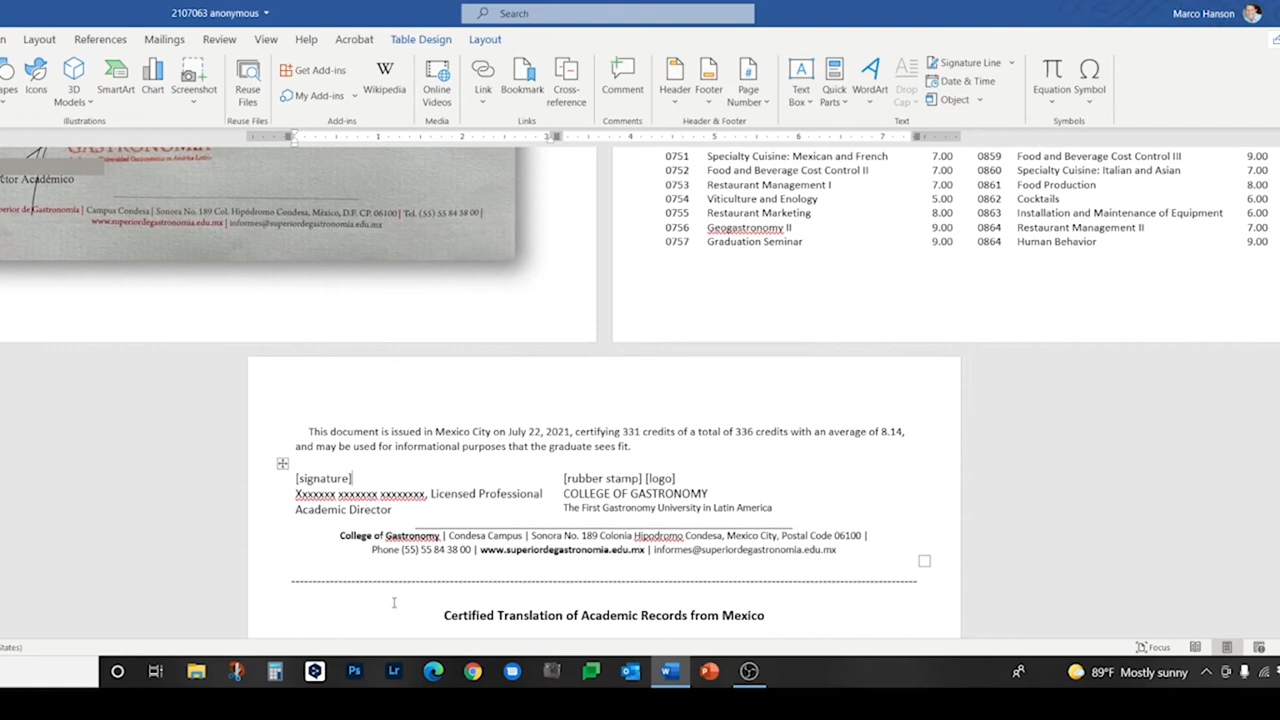 2107063 anonymous
Search
Marco Hanson
Layout References Mailings Review View Help Acrobat Table Design Layout
Icons
3D Models
SmartArt
Chart
Screenshot
Illustrations
Reuse Files
Reuse Files
Get Add-ins
My Add-ins
Wikipedia
Add-ins
Online Videos
Media
Link
Bookmark
Cross-reference
Links
Comment
Comments
Header
Footer
Page Number
Header & Footer
Text Box
Quick Parts
WordArt
Drop Cap
Signature Line
Date & Time
Object
Text
Equation
Symbol
Symbols
1 2 3 4 5 6 7
GASTRONOMÍA
ctor Académico
erior de Gastronomía | Campus Condesa | Sonora No. 189 Col. Hipódromo Condesa, México, D.F. CP. 06100 | Tel. (55) 55 84 38 00 |
www.superiordegastronomia.edu.mx | informes@superiordegastronomia.edu.mx
0751 Specialty Cuisine: Mexican and French 7.00 0859 Food and Beverage Cost Control III 9.00
0752 Food and Beverage Cost Control II 7.00 0860 Specialty Cuisine: Italian and Asian 7.00
0753 Restaurant Management I 7.00 0861 Food Production 8.00
0754 Viticulture and Enology 5.00 0862 Cocktails 6.00
0755 Restaurant Marketing 8.00 0863 Installation and Maintenance of Equipment 6.00
0756 Geogastronomy II 9.00 0864 Restaurant Management II 7.00
0757 Graduation Seminar 9.00 0864 Human Behavior 9.00
This document is issued in Mexico City on July 22, 2021, certifying 331 credits of a total of 336 credits with an average of 8.14,
and may be used for informational purposes that the graduate sees fit.
[signature] [rubber stamp] [logo]
Xxxxxxx xxxxxxx xxxxxxxx, Licensed Professional COLLEGE OF GASTRONOMY
Academic Director The First Gastronomy University in Latin America
College of Gastronomy | Condesa Campus | Sonora No. 189 Colonia Hipodromo Condesa, Mexico City, Postal Code 06100 |
Phone (55) 55 84 38 00 | www.superiordegastronomia.edu.mx | informes@superiordegastronomia.edu.mx
Certified Translation of Academic Records from Mexico
States)
Focus
Ps Lr
89°F Mostly sunny